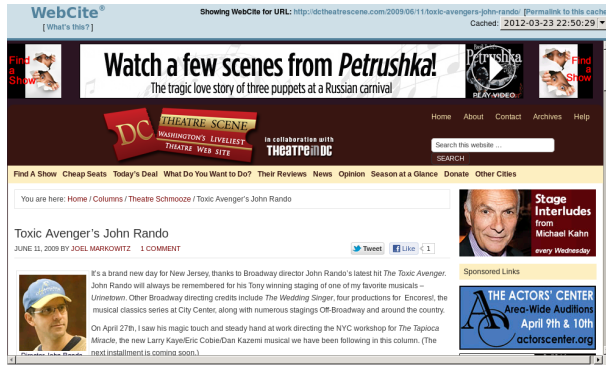 WebCite®
[ What's this? ]
Showing WebCite for URL: http://dctheatrescene.com/2009/06/11/toxic-avengers-john-rando/ [Permalink to this cache
Cached: 2012-03-23 22:50:29
Find a Show
Watch a few scenes from Petrushka!
The tragic love story of three puppets at a Russian carnival
Petrushka
PLAY VIDEO
Find a Show
DC THEATRE SCENE
WASHINGTON'S LIVELIEST
THEATRE WEB SITE
in collaboration with
THEATREINDC
Home About Contact Archives Help
Search this website ...
SEARCH
Find A Show Cheap Seats Today's Deal What Do You Want to Do? Their Reviews News Opinion Season at a Glance Donate Other Cities
You are here: Home / Columns / Theatre Schmooze / Toxic Avenger's John Rando
Toxic Avenger's John Rando
JUNE 11, 2009 BY JOEL MARKOWITZ 1 COMMENT
Tweet Like 1
It's a brand new day for New Jersey, thanks to Broadway director John Rando's latest hit The Toxic Avenger.
John Rando will always be remembered for his Tony winning staging of one of my favorite musicals –
Urinetown. Other Broadway directing credits include The Wedding Singer, four productions for Encores!, the
musical classics series at City Center, along with numerous stagings Off-Broadway and around the country.
On April 27th, I saw his magic touch and steady hand at work directing the NYC workshop for The Tapioca
Miracle, the new Larry Kaye/Eric Cobie/Dan Kazemi musical we have been following in this column. (The
next installment is coming soon.)
Director John Rando
Stage
Interludes
from
Michael Kahn
every Wednesday
Sponsored Links
THE ACTORS' CENTER
Area-Wide Auditions
April 9th & 10th
actorscenter.org